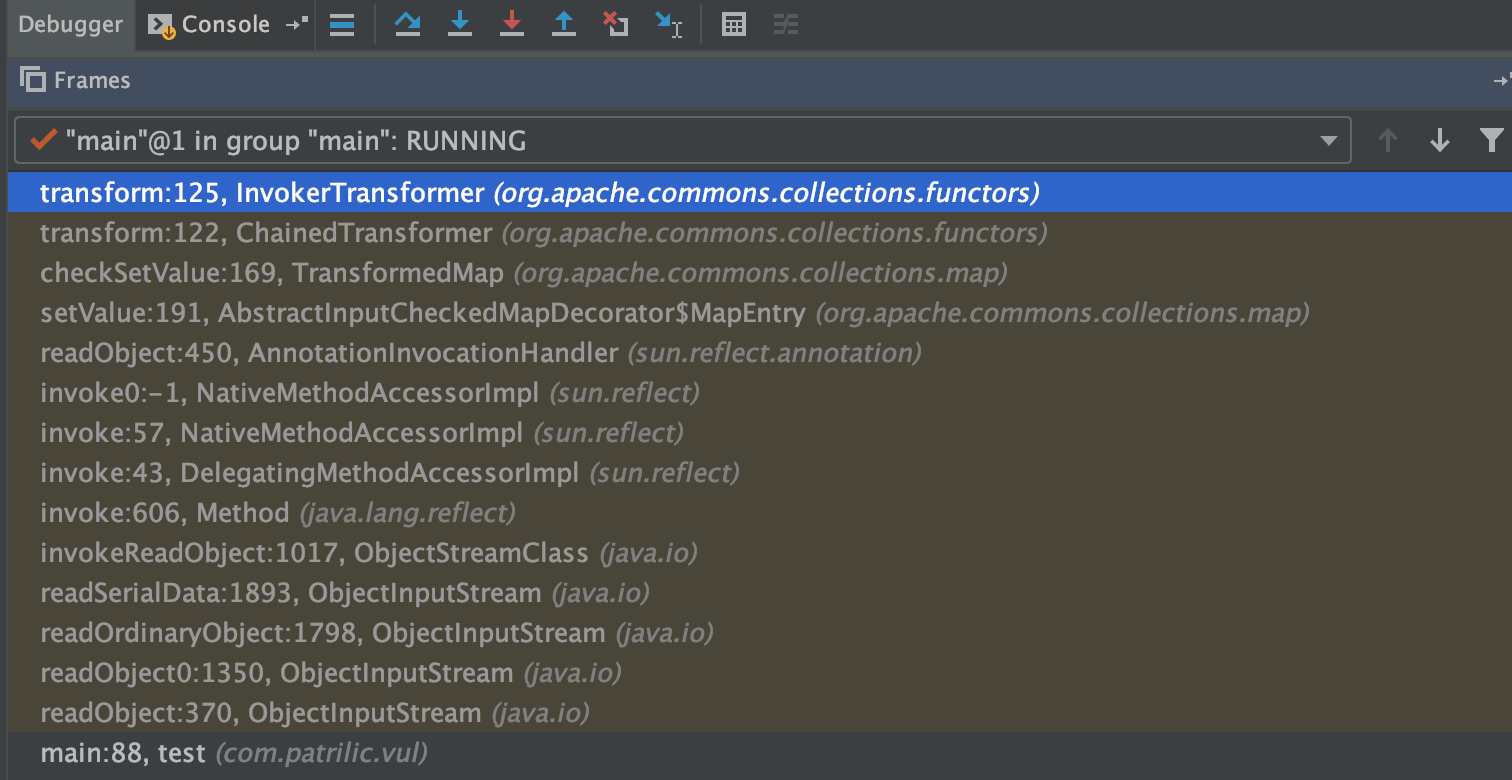 Debugger Console
Frames
"main"@1 in group "main": RUNNING
transform:125, InvokerTransformer (org.apache.commons.collections.functors)
transform:122, ChainedTransformer (org.apache.commons.collections.functors)
checkSetValue:169, TransformedMap (org.apache.commons.collections.map)
setValue:191, AbstractInputCheckedMapDecorator$MapEntry (org.apache.commons.collections.map)
readObject:450, AnnotationInvocationHandler (sun.reflect.annotation)
invoke0:-1, NativeMethodAccessorImpl (sun.reflect)
invoke:57, NativeMethodAccessorImpl (sun.reflect)
invoke:43, DelegatingMethodAccessorImpl (sun.reflect)
invoke:606, Method (java.lang.reflect)
invokeReadObject:1017, ObjectStreamClass (java.io)
readSerialData:1893, ObjectInputStream (java.io)
readOrdinaryObject:1798, ObjectInputStream (java.io)
readObject0:1350, ObjectInputStream (java.io)
readObject:370, ObjectInputStream (java.io)
main:88, test (com.patrilic.vul)